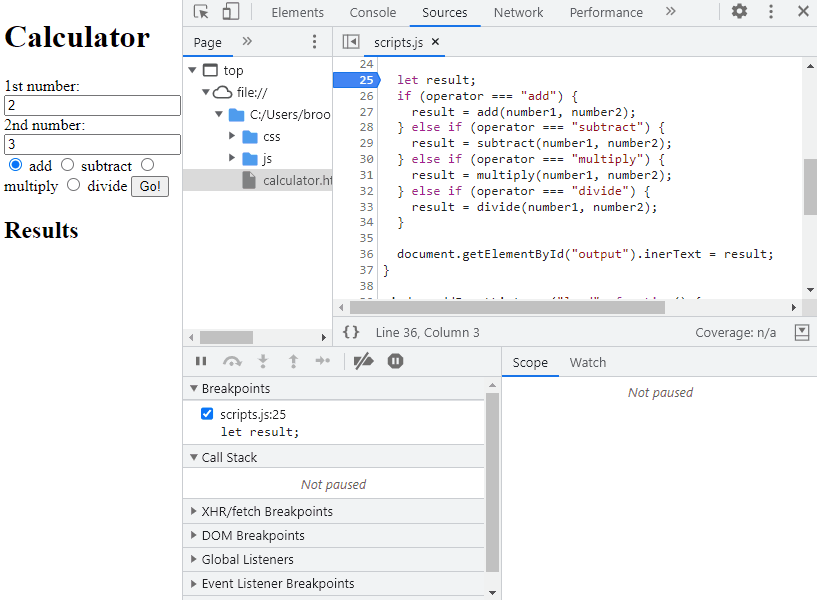 Calculator
1st number:
2
2nd number:
3
add subtract
multiply divide Go!
Results
Elements Console Sources Network Performance »
Page »
top
file://
C:/Users/broo
css
js
calculator.ht
scripts.js ×
24
25 let result;
26 if (operator === "add") {
27 result = add(number1, number2);
28 } else if (operator === "subtract") {
29 result = subtract(number1, number2);
30 } else if (operator === "multiply") {
31 result = multiply(number1, number2);
32 } else if (operator === "divide") {
33 result = divide(number1, number2);
34 }
35
36 document.getElementById("output").inerText = result;
37 }
38
{} Line 36, Column 3 Coverage: n/a
Breakpoints
scripts.js:25
let result;
Call Stack
Not paused
XHR/fetch Breakpoints
DOM Breakpoints
Global Listeners
Event Listener Breakpoints
Scope Watch
Not paused